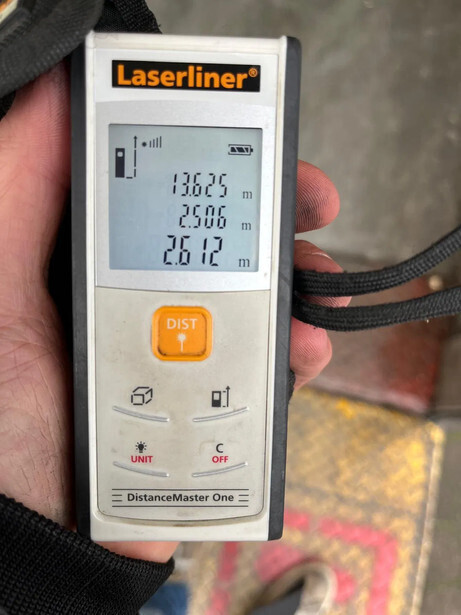 Laserliner®
13.625 m
2.506 m
2.612 m
DIST
UNIT
C
OFF
DistanceMaster One